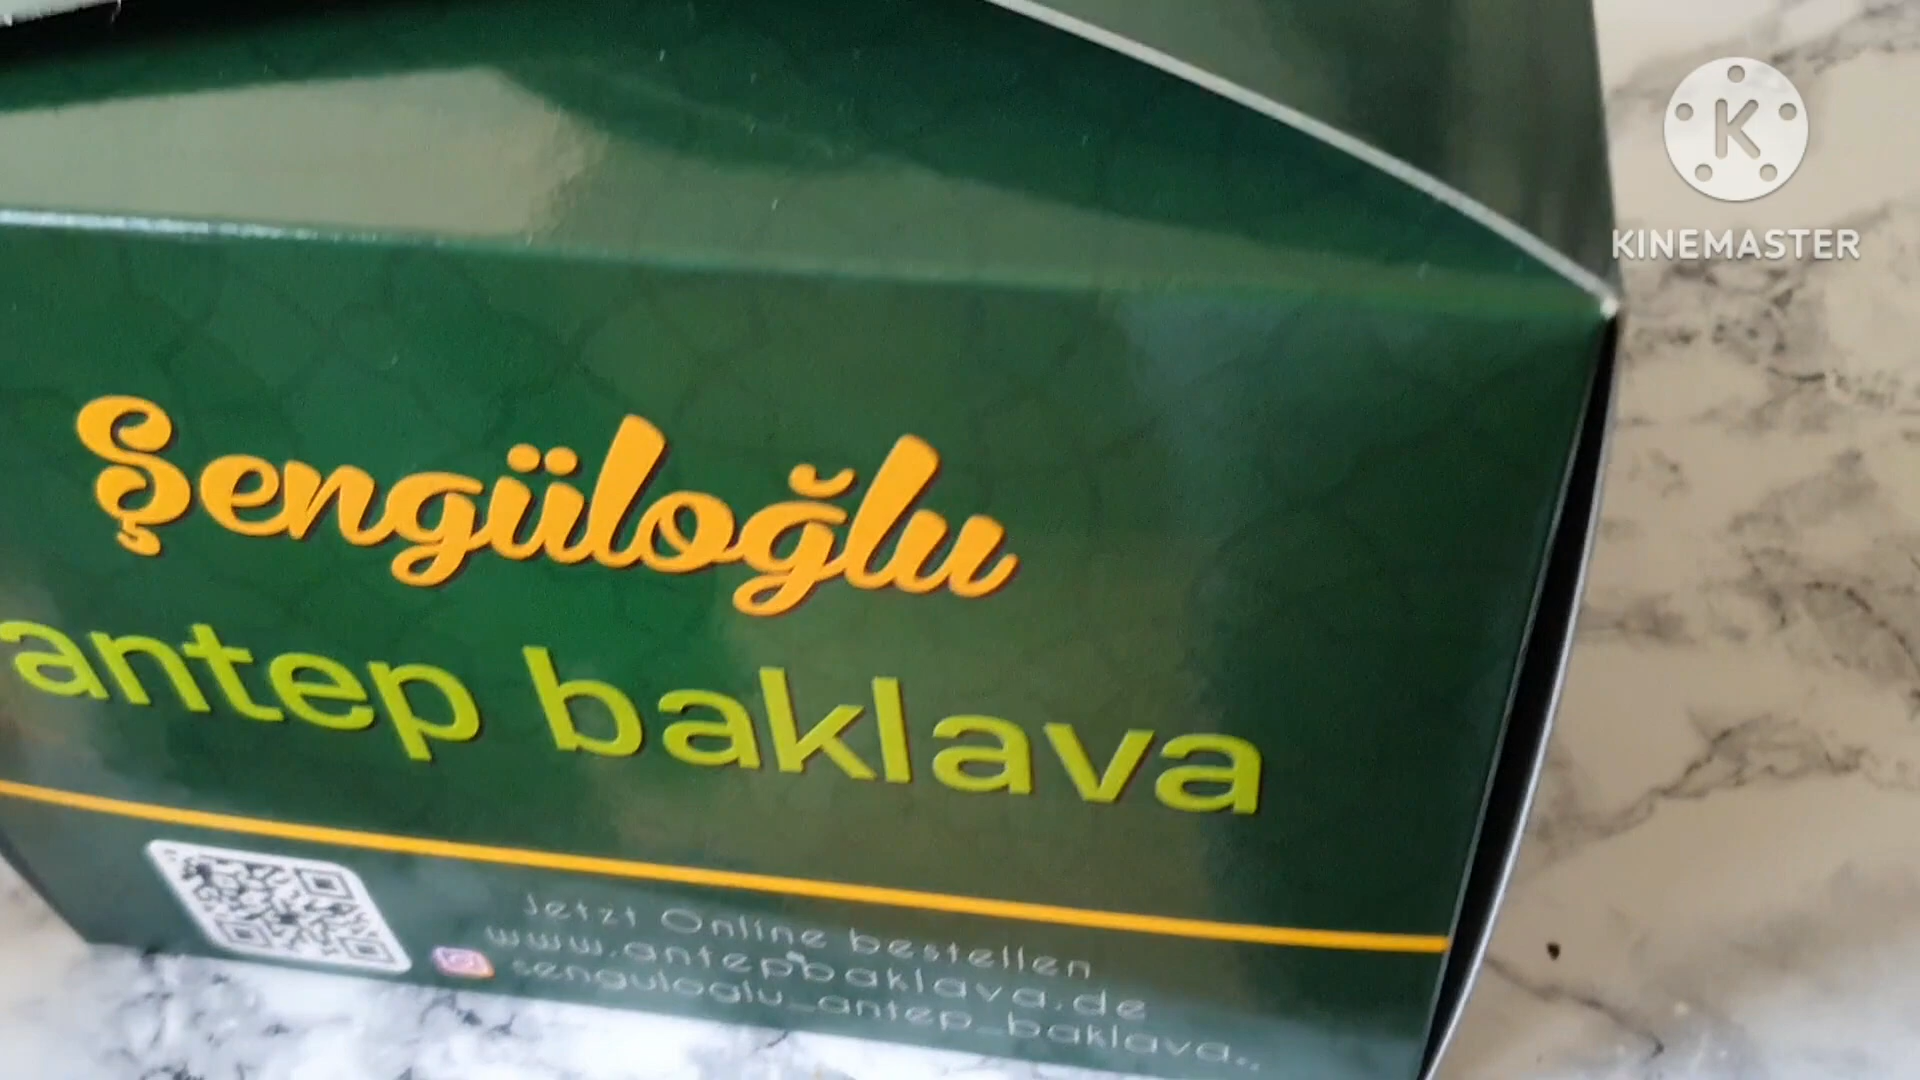 KINEMASTER
Şengüloğlu
antep baklava
Jetzt Online bestellen
www.antepbaklava.de
senguloglu_antep_baklava..